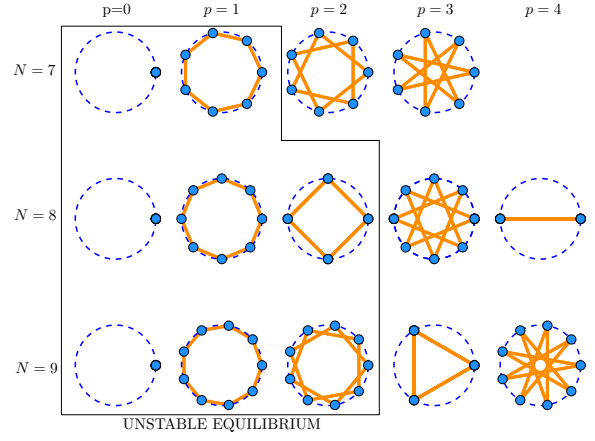 p=0 p = 1 p = 2 p = 3 p = 4
N = 7
N = 8
N = 9
UNSTABLE EQUILIBRIUM